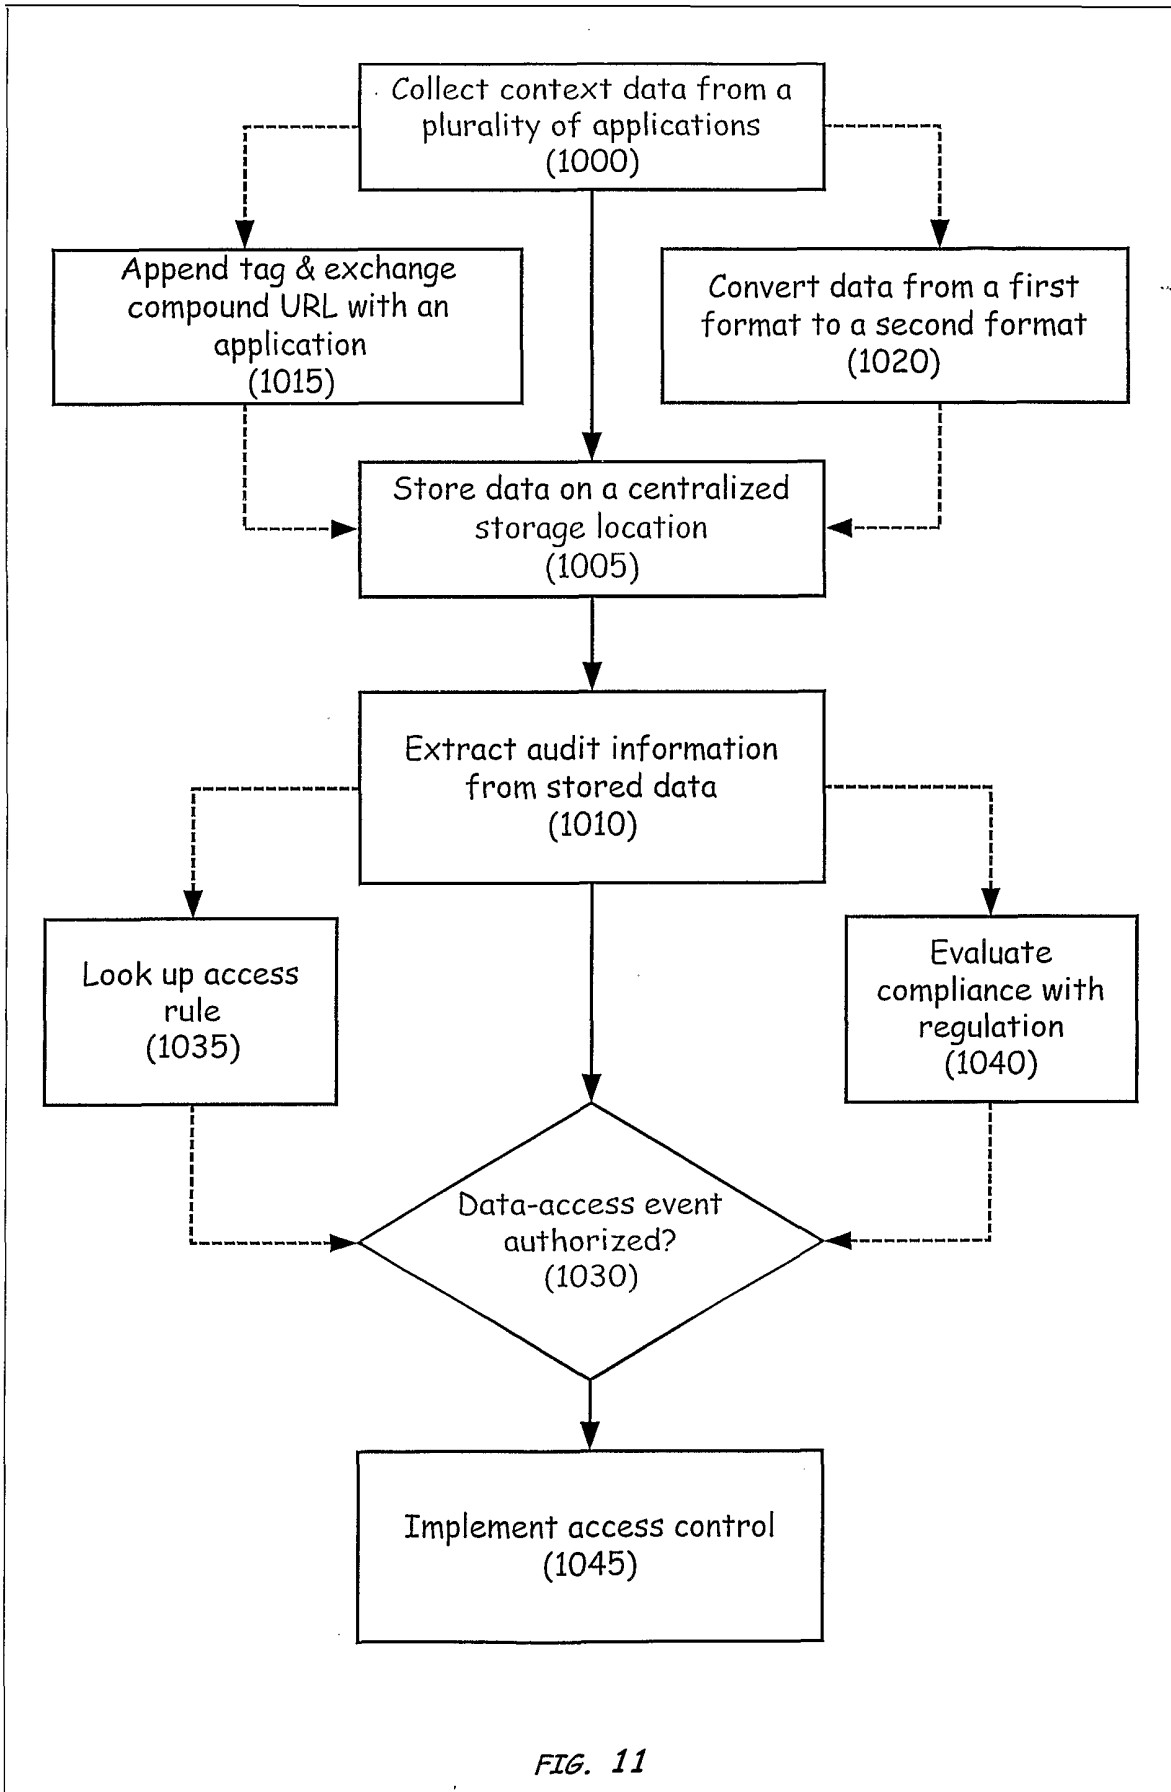 Collect context data from a
plurality of applications
(1000)
Append tag & exchange
compound URL with an
application
(1015)
Convert data from a first
format to a second format
(1020)
Store data on a centralized
storage location
(1005)
Extract audit information
from stored data
(1010)
Look up access
rule
(1035)
Evaluate
compliance with
regulation
(1040)
Data-access event
authorized?
(1030)
Implement access control
(1045)
FIG. 11